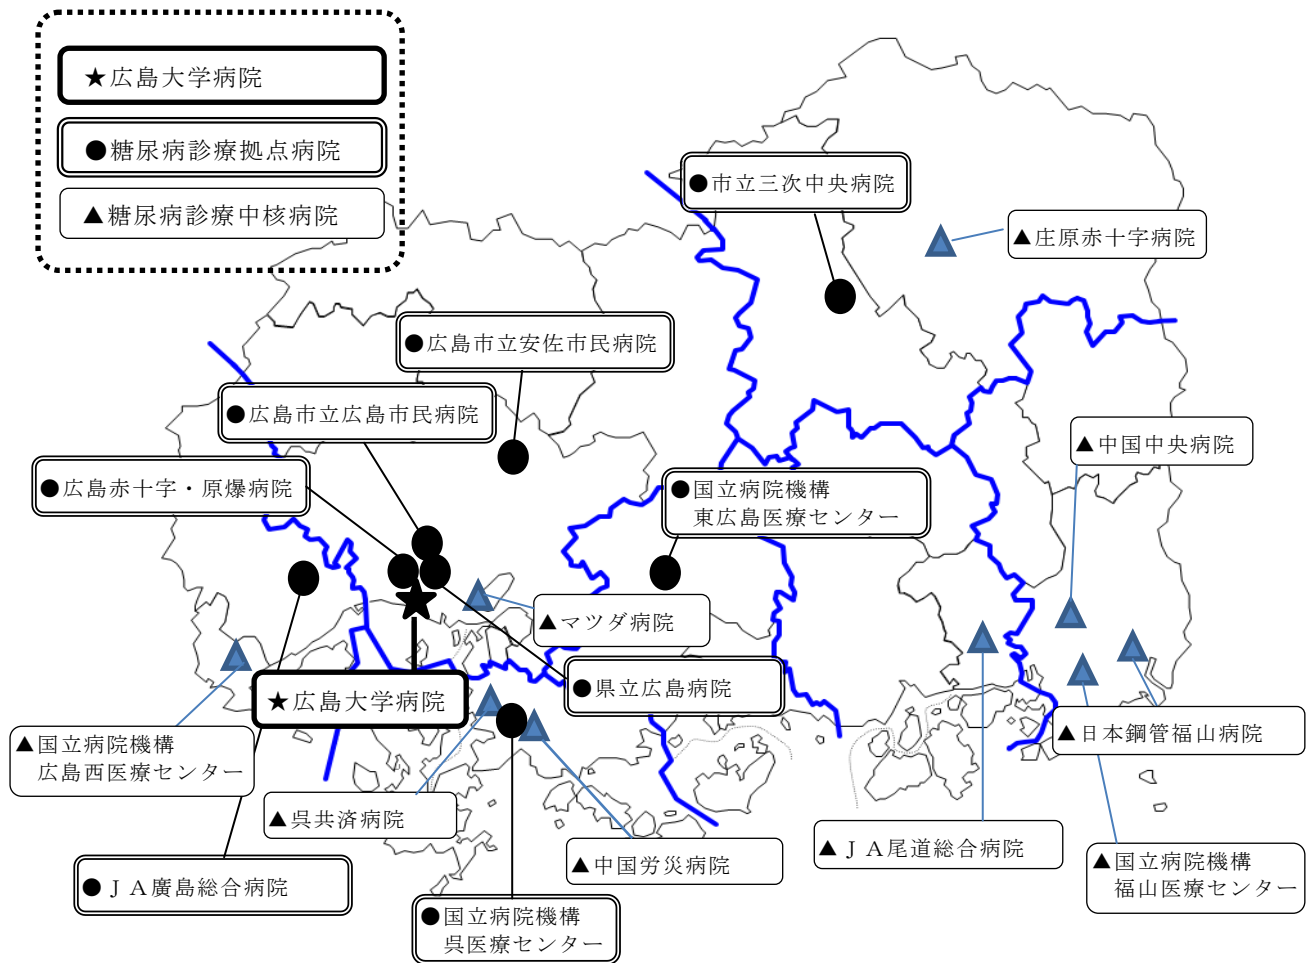 ★広島大学病院
●糖尿病診療拠点病院
▲糖尿病診療中核病院
●市立三次中央病院
▲庄原赤十字病院
●広島市立安佐市民病院
●広島市立広島市民病院
▲中国中央病院
●広島赤十字・原爆病院
●国立病院機構
東広島医療センター
▲マツダ病院
●県立広島病院
★広島大学病院
▲国立病院機構
広島西医療センター
▲日本鋼管福山病院
▲呉共済病院
▲中国労災病院
▲ＪＡ尾道総合病院
▲国立病院機構
福山医療センター
●ＪＡ廣島総合病院
●国立病院機構
呉医療センター